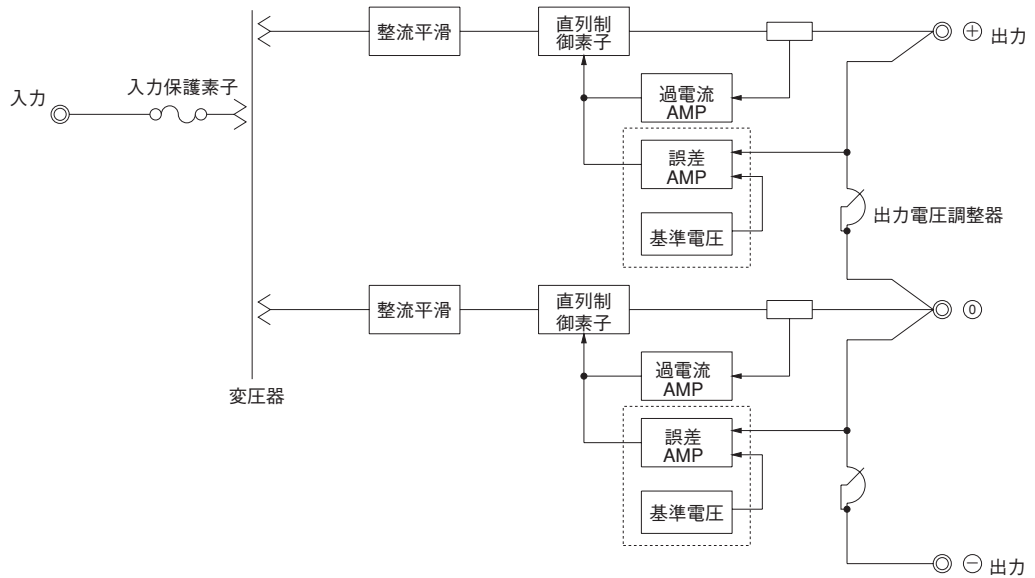 入力
入力保護素子
変圧器
整流平滑
直列制
御素子
過電流
AMP
誤差
AMP
基準電圧
+ 出力
出力電圧調整器
整流平滑
直列制
御素子
過電流
AMP
誤差
AMP
基準電圧
0
− 出力